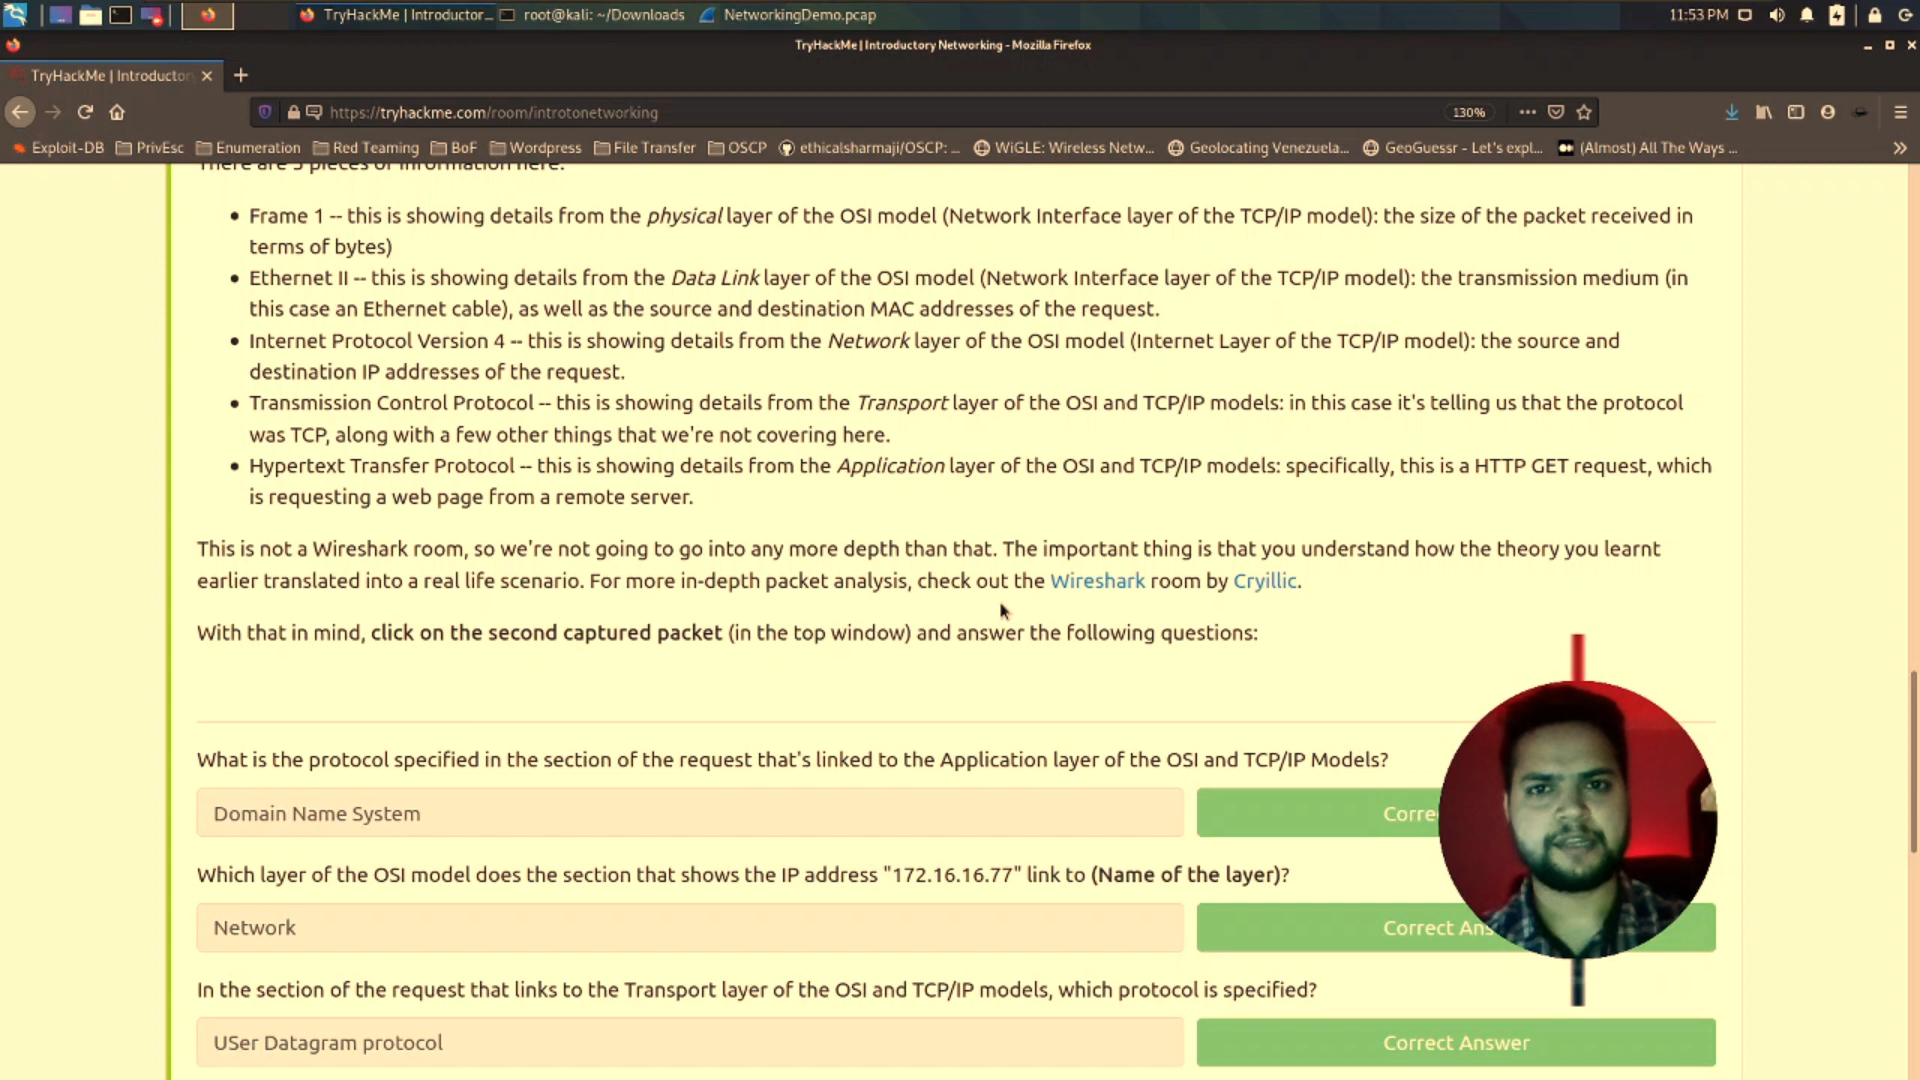 TryHackMe | Introductor...
root@kali: ~/Downloads
NetworkingDemo.pcap
11:53 PM
TryHackMe | Introductory Networking - Mozilla Firefox
TryHackMe | Introductor
https://tryhackme.com/room/introtonetworking
130%
Exploit-DB
PrivEsc
Enumeration
Red Teaming
BoF
Wordpress
File Transfer
OSCP
ethicalsharmaji/OSCP: ...
WiGLE: Wireless Netw...
Geolocating Venezuela...
GeoGuessr - Let's expl...
(Almost) All The Ways ...
There are 5 pieces of information here:
• Frame 1 -- this is showing details from the physical layer of the OSI model (Network Interface layer of the TCP/IP model): the size of the packet received in
terms of bytes)
• Ethernet II -- this is showing details from the Data Link layer of the OSI model (Network Interface layer of the TCP/IP model): the transmission medium (in
this case an Ethernet cable), as well as the source and destination MAC addresses of the request.
• Internet Protocol Version 4 -- this is showing details from the Network layer of the OSI model (Internet Layer of the TCP/IP model): the source and
destination IP addresses of the request.
• Transmission Control Protocol -- this is showing details from the Transport layer of the OSI and TCP/IP models: in this case it's telling us that the protocol
was TCP, along with a few other things that we're not covering here.
• Hypertext Transfer Protocol -- this is showing details from the Application layer of the OSI and TCP/IP models: specifically, this is a HTTP GET request, which
is requesting a web page from a remote server.
This is not a Wireshark room, so we're not going to go into any more depth than that. The important thing is that you understand how the theory you learnt
earlier translated into a real life scenario. For more in-depth packet analysis, check out the Wireshark room by Cryillic.
With that in mind, click on the second captured packet (in the top window) and answer the following questions:
What is the protocol specified in the section of the request that's linked to the Application layer of the OSI and TCP/IP Models?
Domain Name System
Corre
Which layer of the OSI model does the section that shows the IP address "172.16.16.77" link to (Name of the layer)?
Network
Correct Ans
In the section of the request that links to the Transport layer of the OSI and TCP/IP models, which protocol is specified?
USer Datagram protocol
Correct Answer